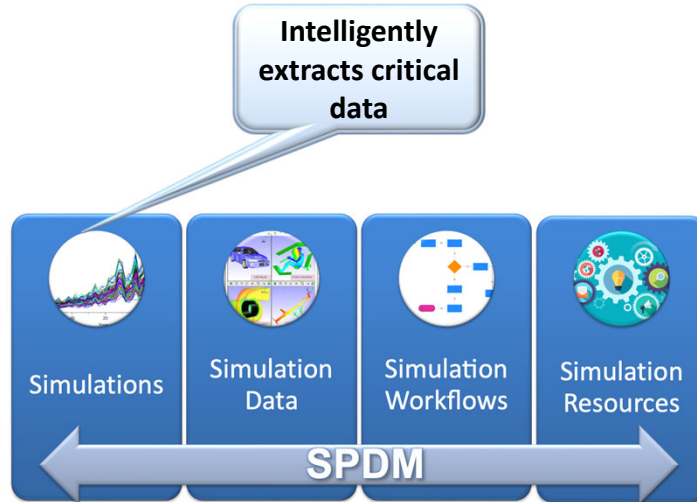 Intelligently
extracts critical
data
Simulations
Simulation
Data
Simulation
Workflows
Simulation
Resources
SPDM